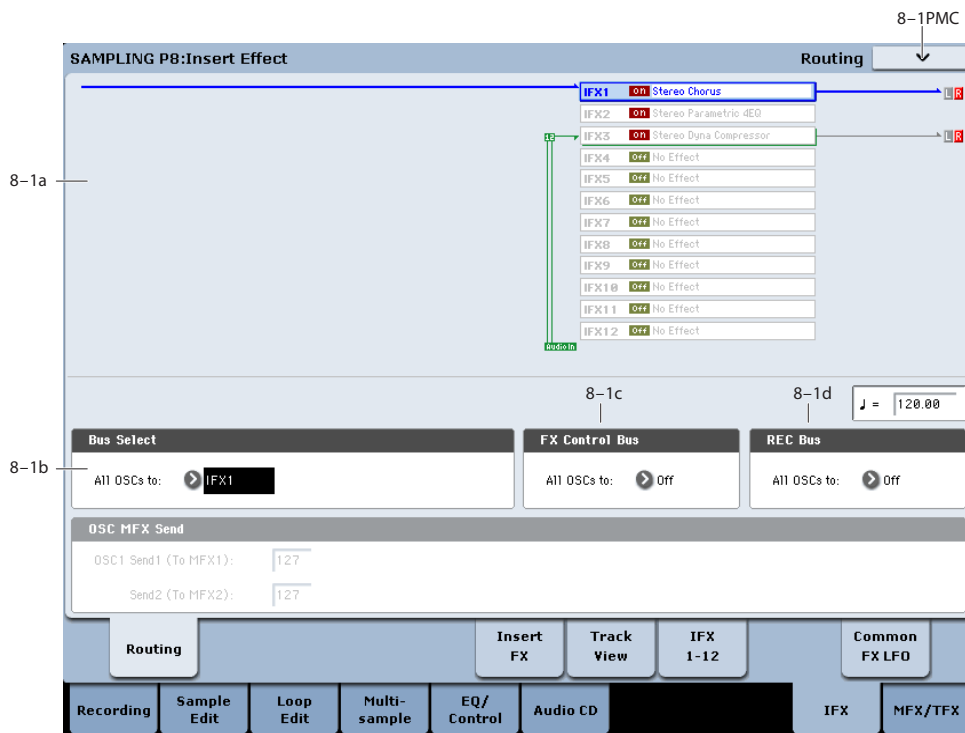 8–1PMC
SAMPLING P8:Insert Effect
Routing
IFX1 On Stereo Chorus
L R
IFX2 On Stereo Parametric 4EQ
12
IFX3 On Stereo Dyna Compressor
L R
IFX4 Off No Effect
8–1a
IFX5 Off No Effect
IFX6 Off No Effect
IFX7 Off No Effect
IFX8 Off No Effect
IFX9 Off No Effect
IFX10 Off No Effect
IFX11 Off No Effect
IFX12 Off No Effect
Audio In
8–1c
8–1d
♩ = 120.00
Bus Select
FX Control Bus
REC Bus
8–1b
All OSCs to: IFX1
All OSCs to: Off
All OSCs to: Off
OSC MFX Send
OSC1 Send1 (To MFX1): 127
Send2 (To MFX2): 127
Routing
Insert
FX
Track
View
IFX
1-12
Common
FX LFO
Recording
Sample
Edit
Loop
Edit
Multi-
sample
EQ/
Control
Audio CD
IFX
MFX/TFX